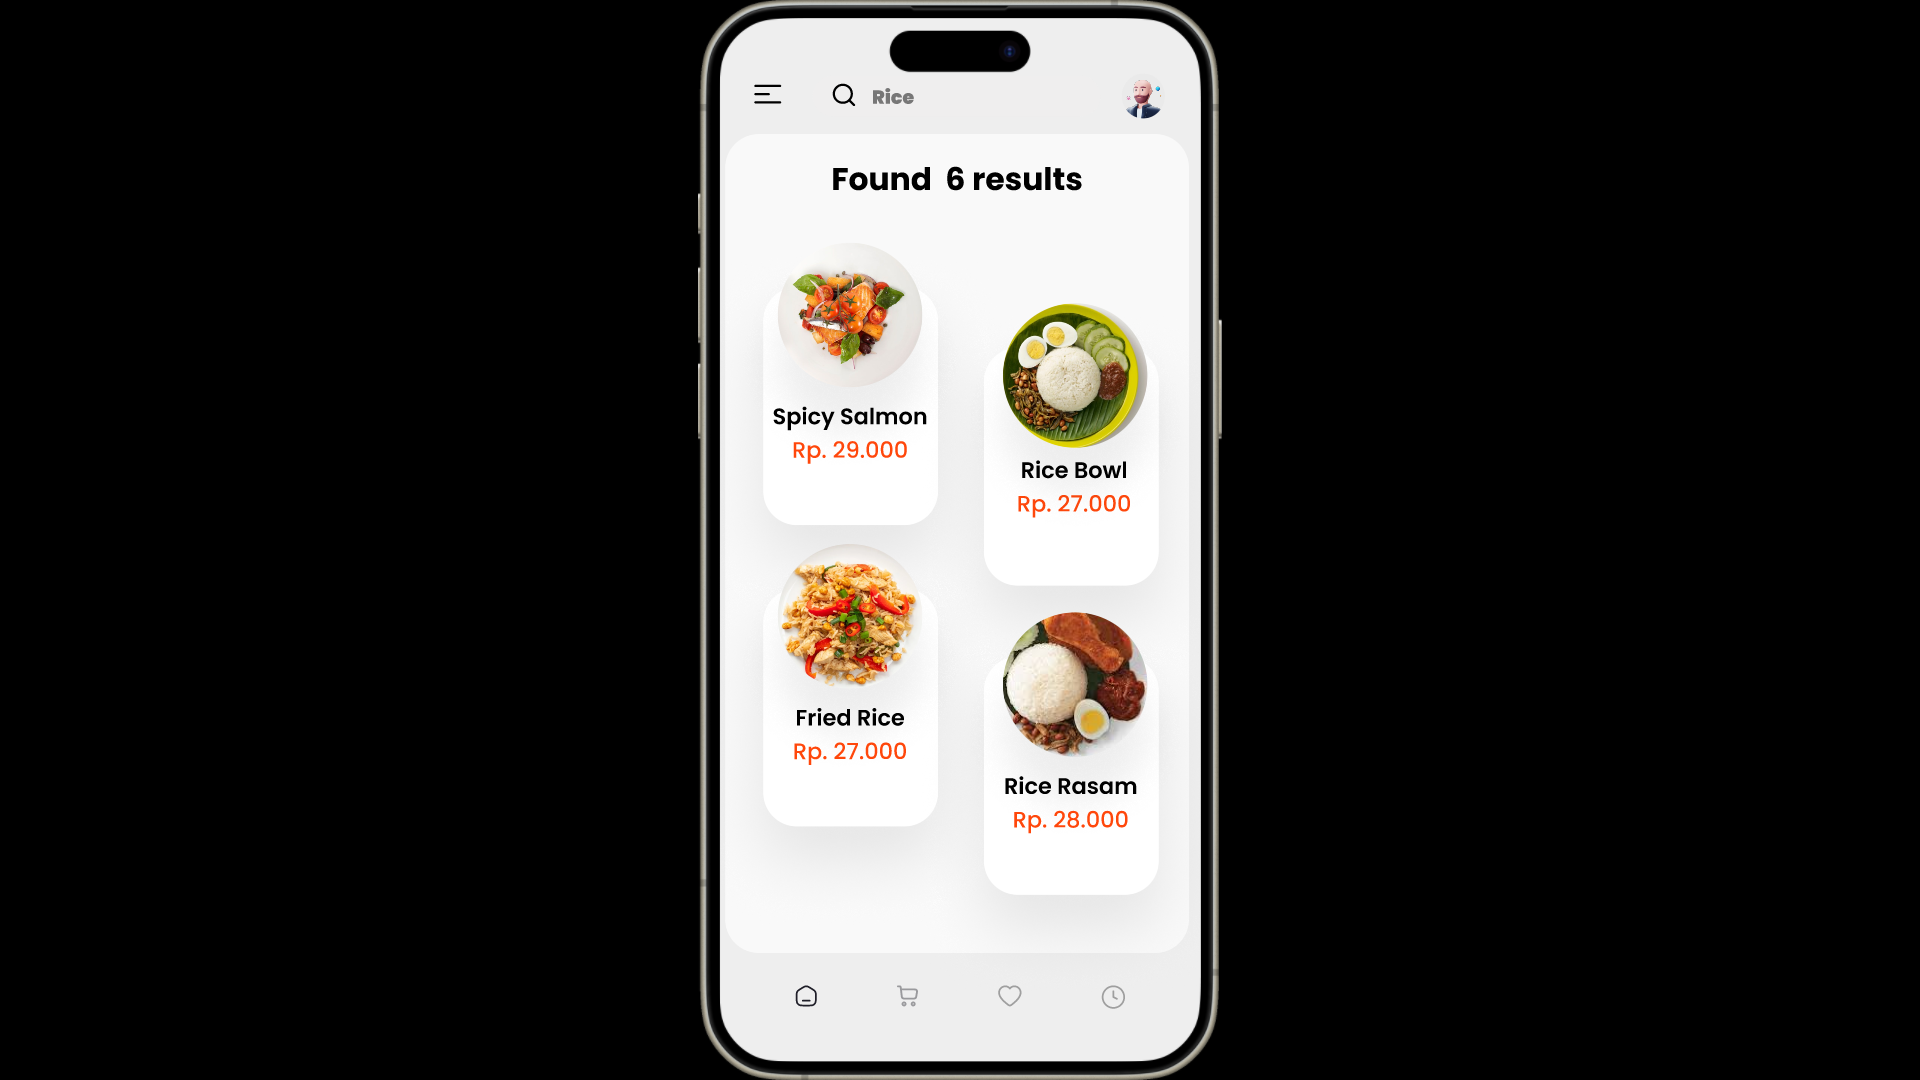 Rice
Found 6 results
Spicy Salmon
Rp. 29.000
Rice Bowl
Rp. 27.000
Fried Rice
Rp. 27.000
Rice Rasam
Rp. 28.000